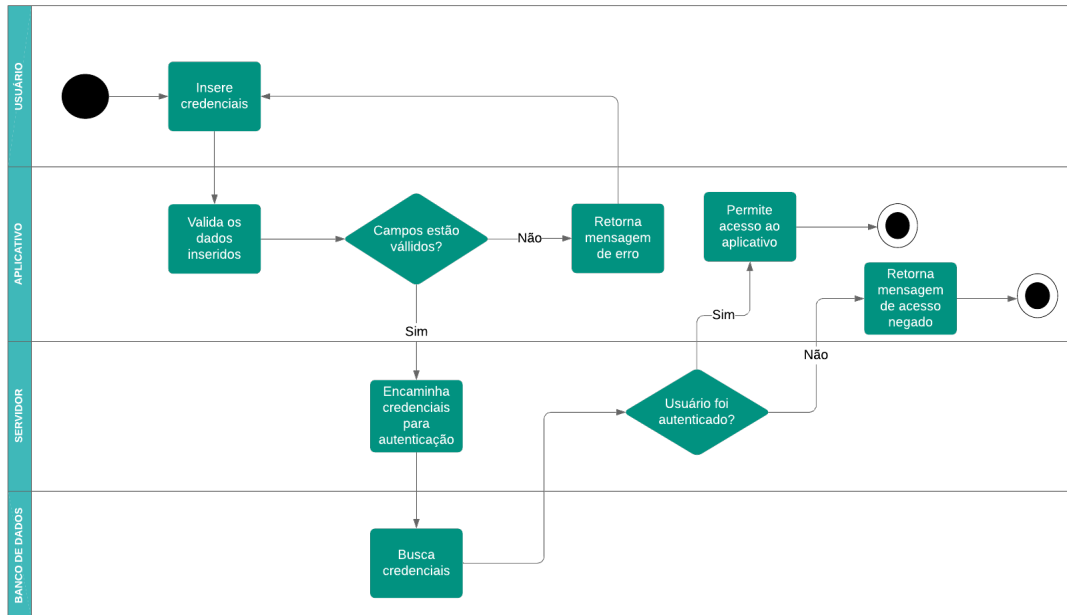 USUÁRIO
Insere
credenciais
APLICATIVO
Valida os
dados
inseridos
Campos estão
vállidos?
Não
Retorna
mensagem
de erro
Permite
acesso ao
aplicativo
Retorna
mensagem
de acesso
negado
Sim
Sim
Não
SERVIDOR
Encaminha
credenciais
para
autenticação
Usuário foi
autenticado?
BANCO DE DADOS
Busca
credenciais